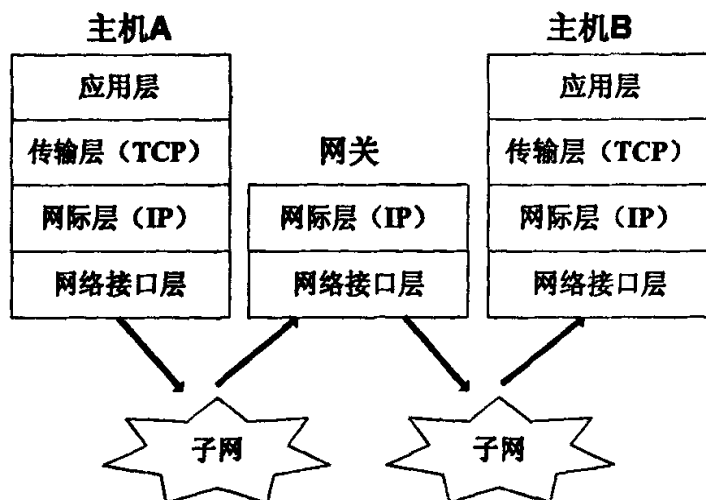 主机A
主机B
应用层
传输层（TCP）
网际层（IP）
网络接口层
网关
网际层（IP）
网络接口层
应用层
传输层（TCP）
网际层（IP）
网络接口层
子网
子网